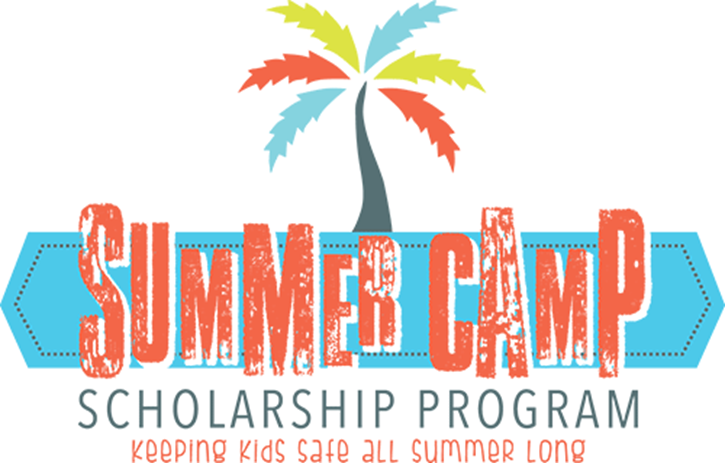 SUMMER CAMP
SCHOLARSHIP PROGRAM
KEEPING KIDS SAFE ALL SUMMER LONG